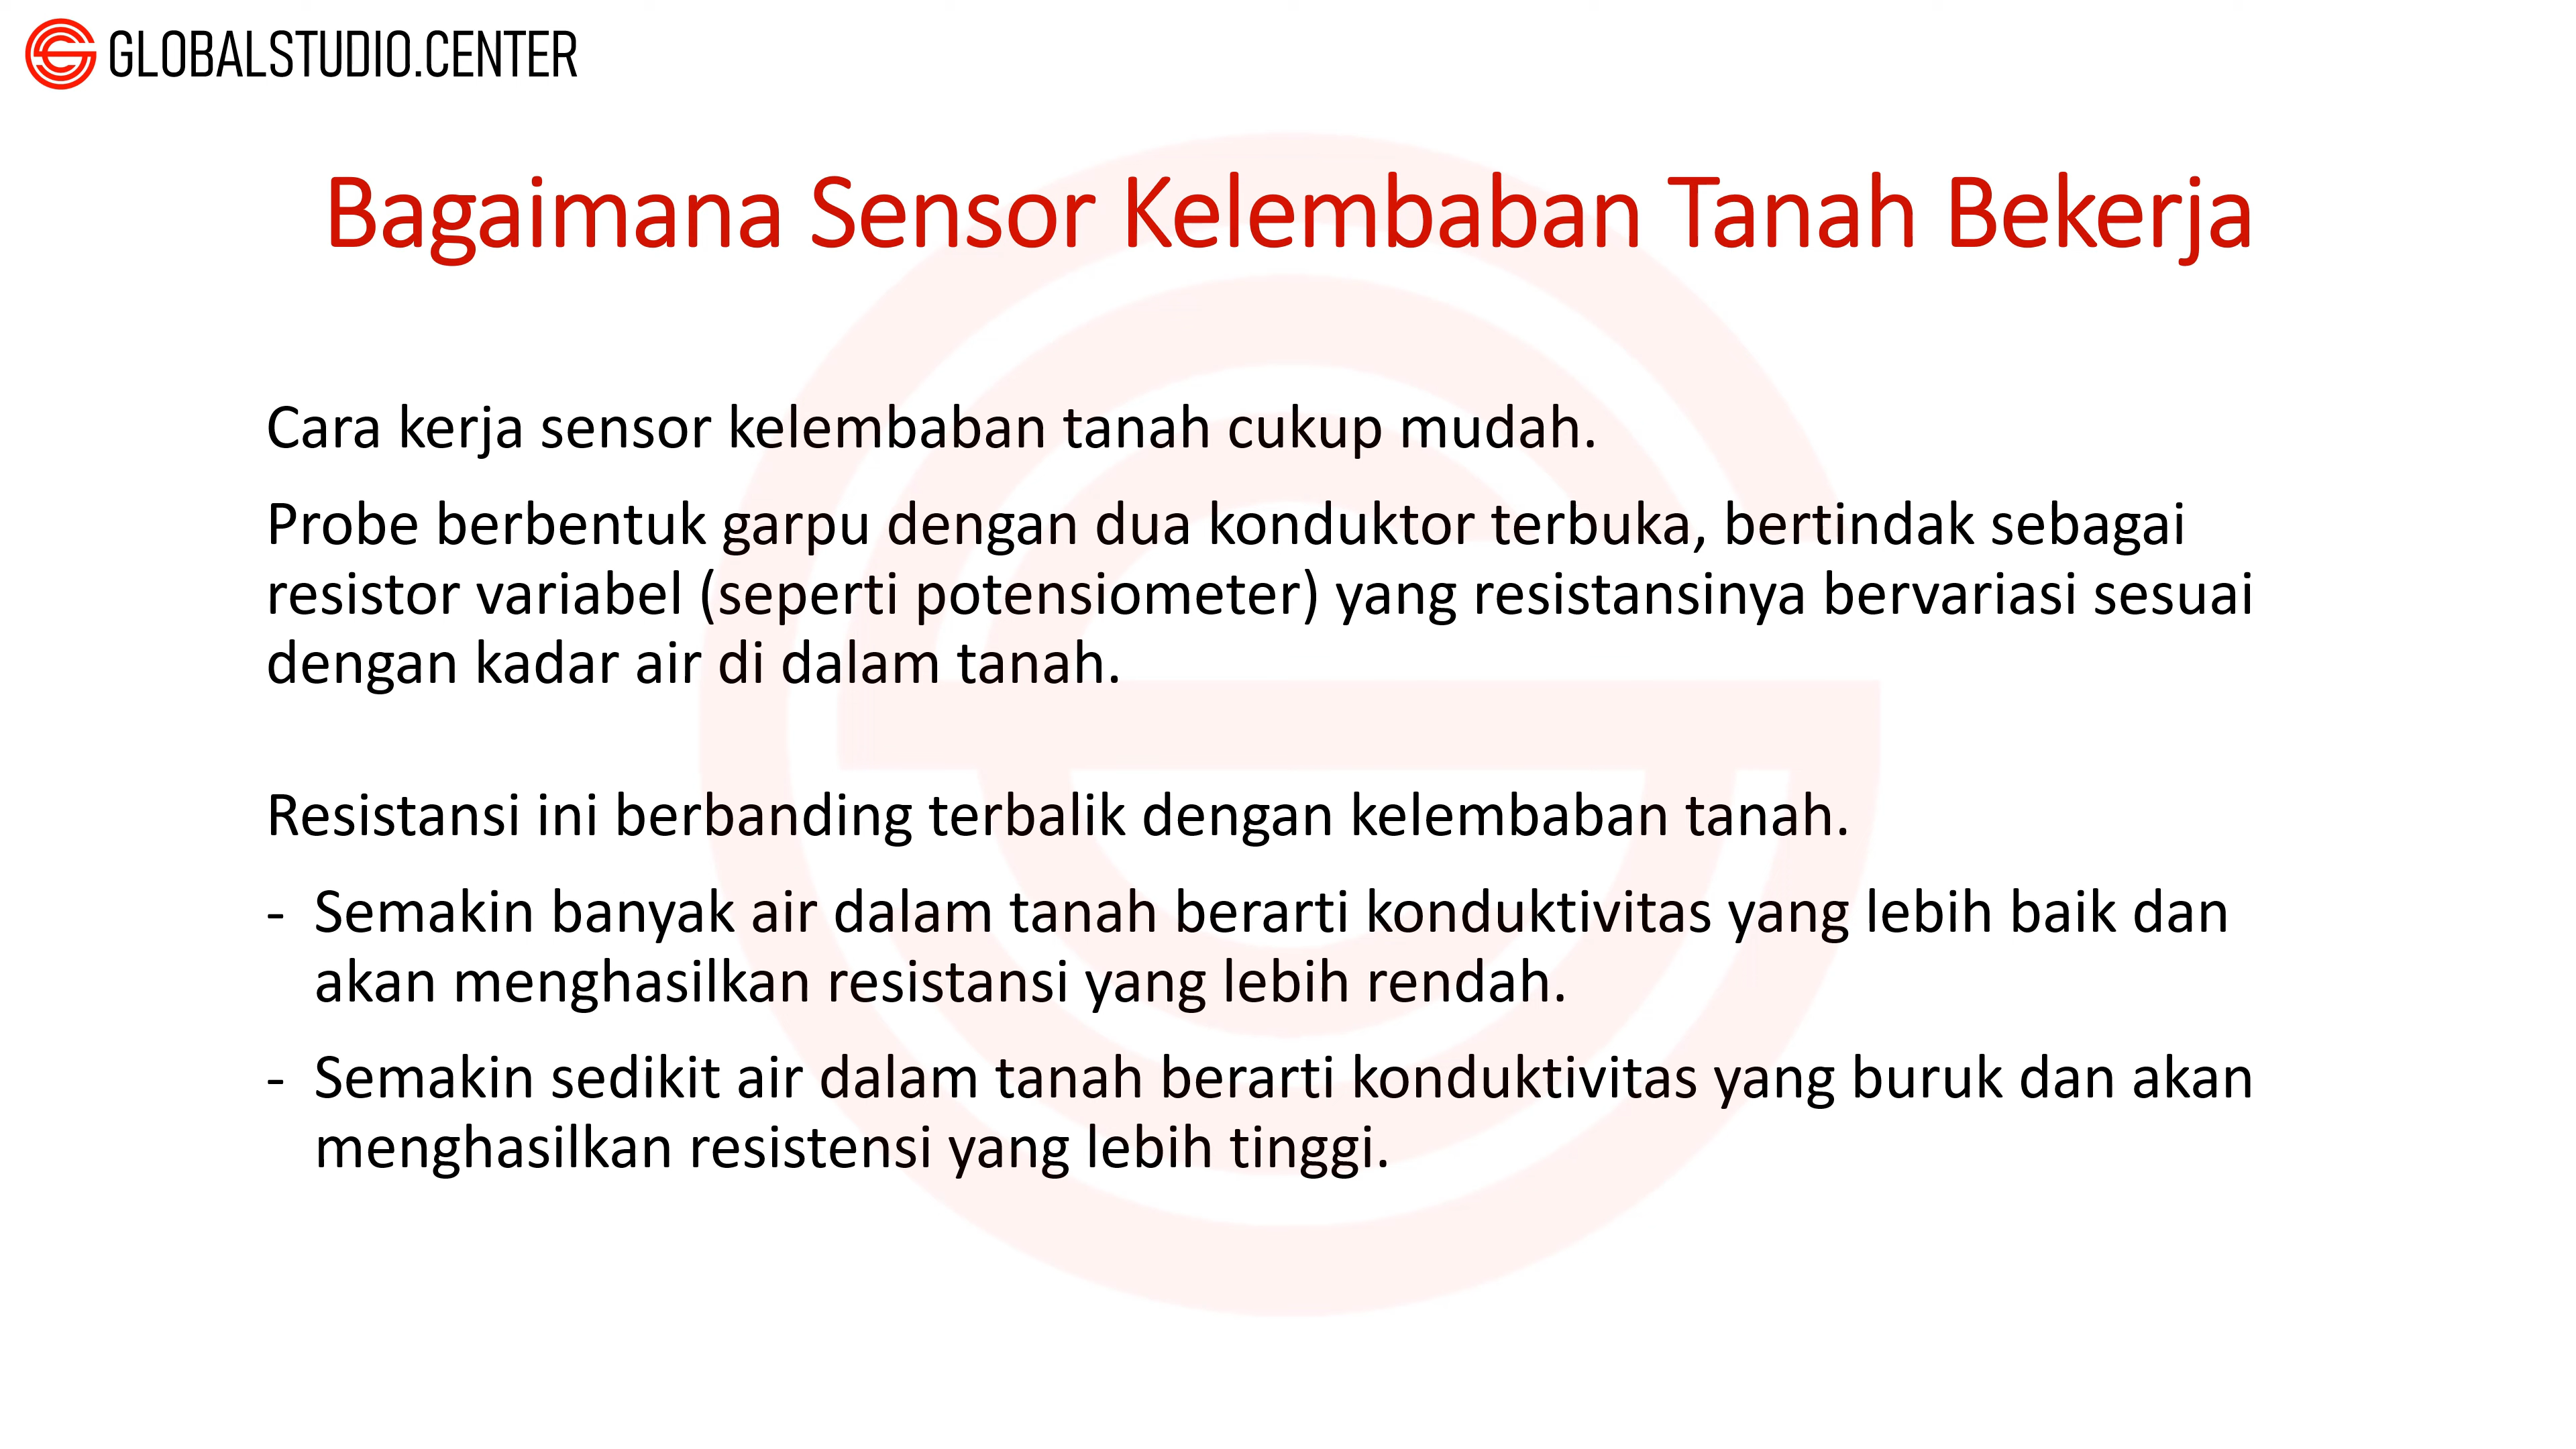 GLOBALSTUDIO.CENTER
Bagaimana Sensor Kelembaban Tanah Bekerja
Cara kerja sensor kelembaban tanah cukup mudah.
Probe berbentuk garpu dengan dua konduktor terbuka, bertindak sebagai
resistor variabel (seperti potensiometer) yang resistansinya bervariasi sesuai
dengan kadar air di dalam tanah.
Resistansi ini berbanding terbalik dengan kelembaban tanah.
- Semakin banyak air dalam tanah berarti konduktivitas yang lebih baik dan
akan menghasilkan resistansi yang lebih rendah.
- Semakin sedikit air dalam tanah berarti konduktivitas yang buruk dan akan
menghasilkan resistensi yang lebih tinggi.